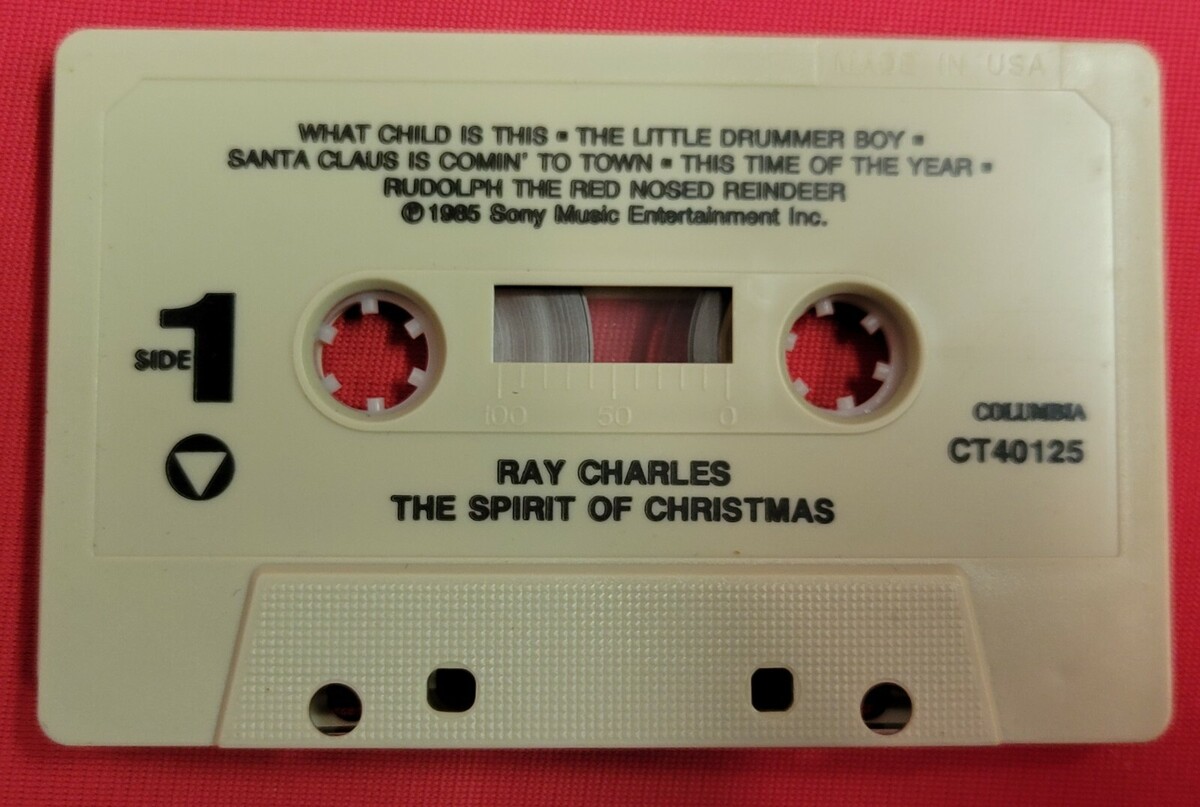 MADE IN USA
WHAT CHILD IS THIS ▪ THE LITTLE DRUMMER BOY ▪
SANTA CLAUS IS COMIN' TO TOWN ▪ THIS TIME OF THE YEAR ▪
RUDOLPH THE RED NOSED REINDEER
℗ 1985 Sony Music Entertainment Inc.
SIDE 1
100 50 0
COLUMBIA
CT40125
RAY CHARLES
THE SPIRIT OF CHRISTMAS